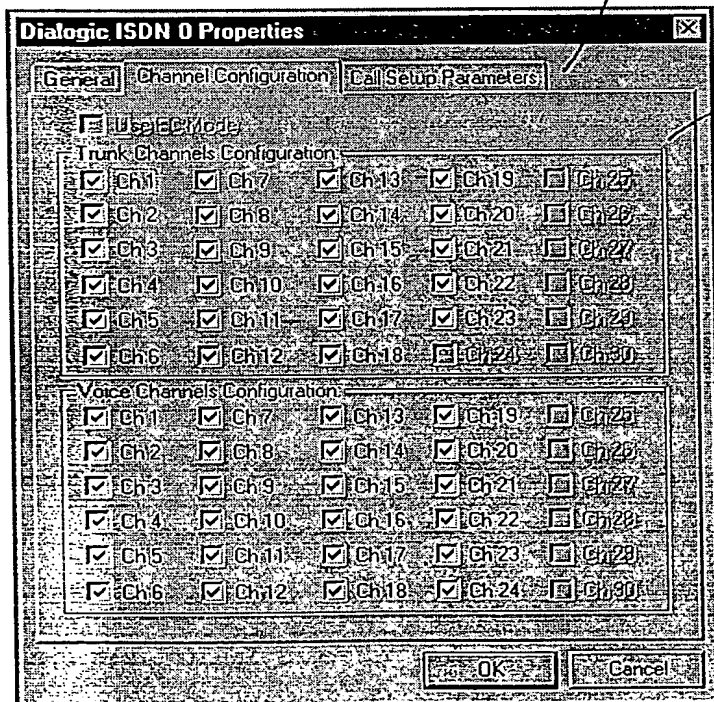 Dialogic ISDN 0 Properties
General Channel Configuration Call Setup Parameters
Use EC Mode
Trunk Channels Configuration
Ch 1 Ch 7 Ch 13 Ch 19 Ch 25
Ch 2 Ch 8 Ch 14 Ch 20 Ch 26
Ch 3 Ch 9 Ch 15 Ch 21 Ch 27
Ch 4 Ch 10 Ch 16 Ch 22 Ch 28
Ch 5 Ch 11 Ch 17 Ch 23 Ch 29
Ch 6 Ch 12 Ch 18 Ch 24 Ch 30
Voice Channels Configuration
Ch 1 Ch 7 Ch 13 Ch 19 Ch 25
Ch 2 Ch 8 Ch 14 Ch 20 Ch 26
Ch 3 Ch 9 Ch 15 Ch 21 Ch 27
Ch 4 Ch 10 Ch 16 Ch 22 Ch 28
Ch 5 Ch 11 Ch 17 Ch 23 Ch 29
Ch 6 Ch 12 Ch 18 Ch 24 Ch 30
OK Cancel